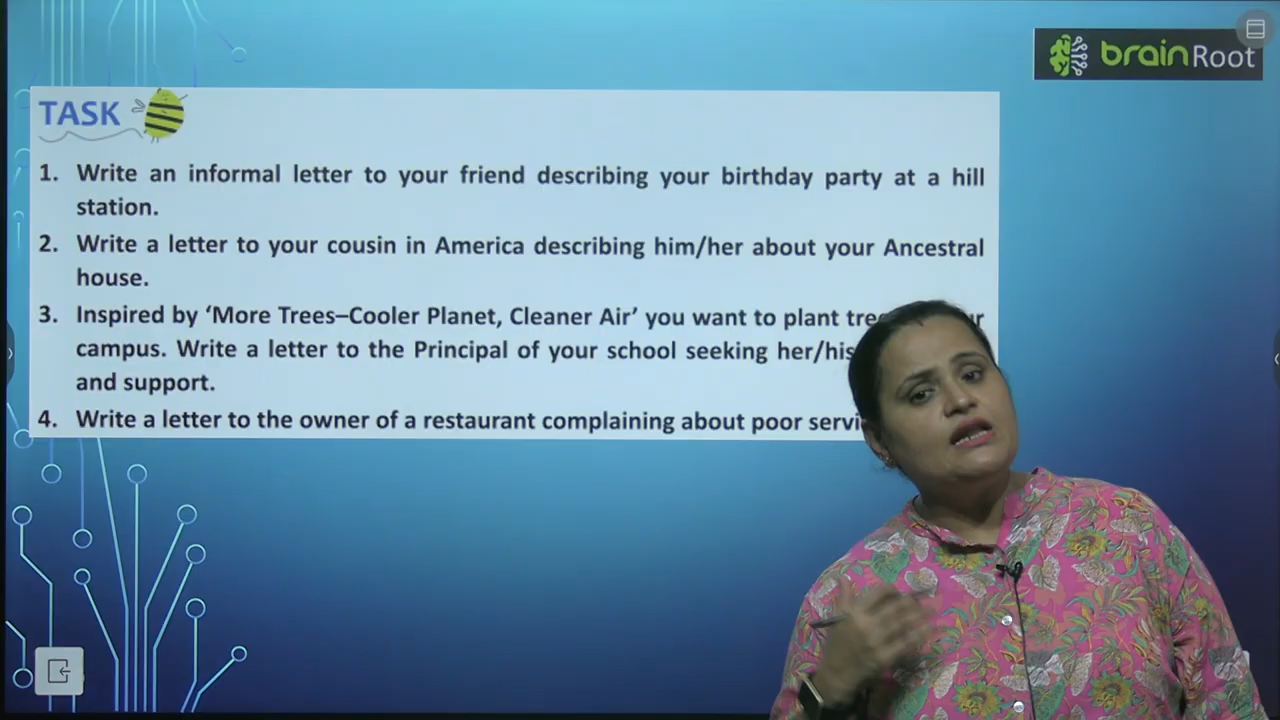 brainRoot
TASK
1. Write an informal letter to your friend describing your birthday party at a hill
station.
2. Write a letter to your cousin in America describing him/her about your Ancestral
house.
3. Inspired by ‘More Trees–Cooler Planet, Cleaner Air’ you want to plant
campus. Write a letter to the Principal of your school seeking her/his
and support.
4. Write a letter to the owner of a restaurant complaining about poor